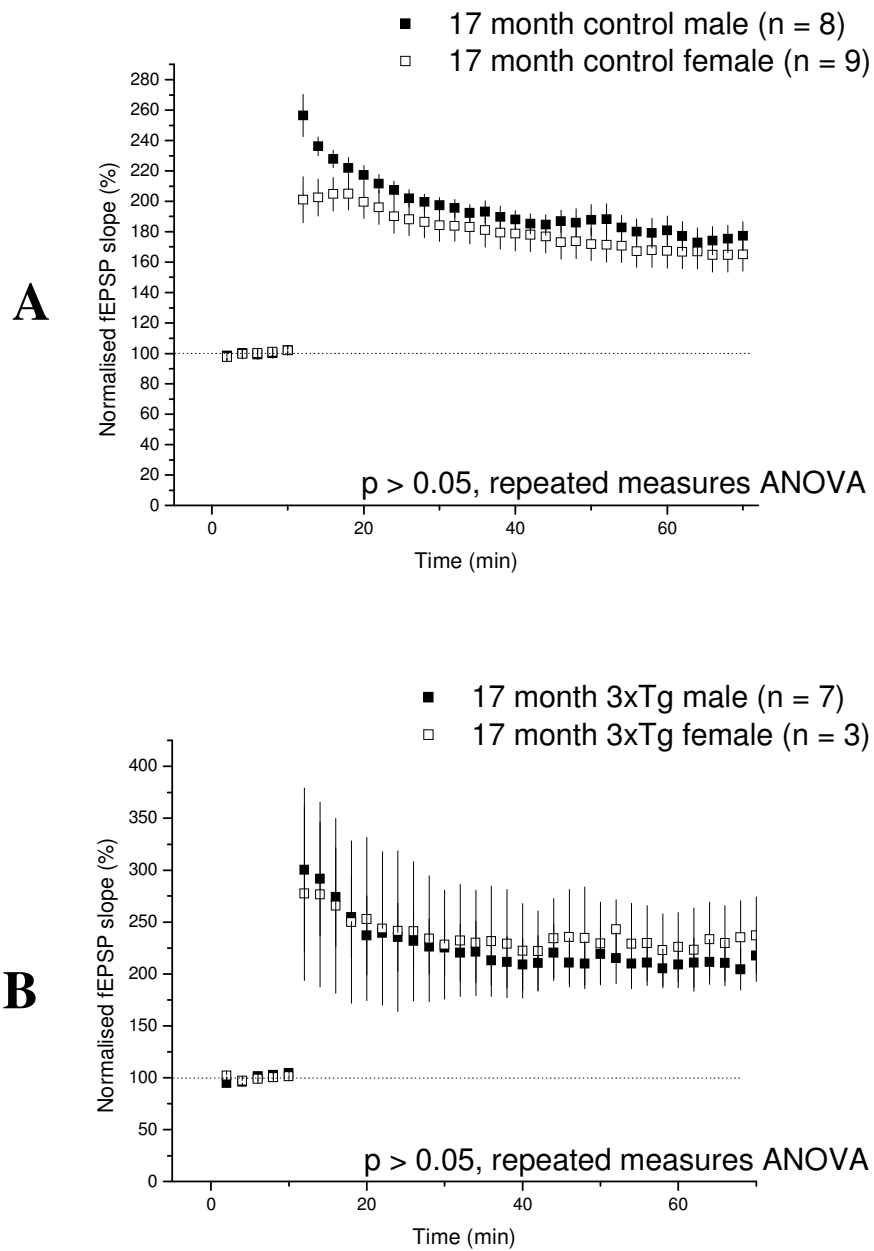 17 month control male (n = 8)
17 month control female (n = 9)
280
260
240
220
200
180
160
140
120
100
80
60
40
20
0
Normalised fEPSP slope (%)
A
p > 0.05, repeated measures ANOVA
0 20 40 60
Time (min)
17 month 3xTg male (n = 7)
17 month 3xTg female (n = 3)
400
350
300
250
200
150
100
50
0
Normalised fEPSP slope (%)
B
p > 0.05, repeated measures ANOVA
0 20 40 60
Time (min)